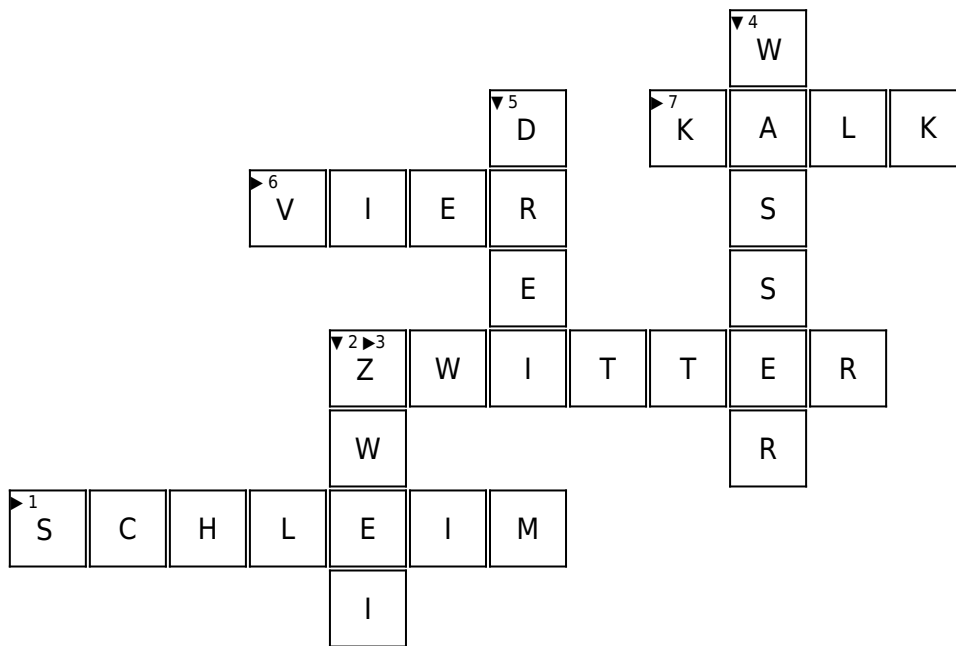 ▼ 4
W
▼ 5 ▶ 7
D K A L K
▶ 6
V I E R S
E S
▼ 2 ▶3
Z W I T T E R
W R
▶ 1
S C H L E I M
I